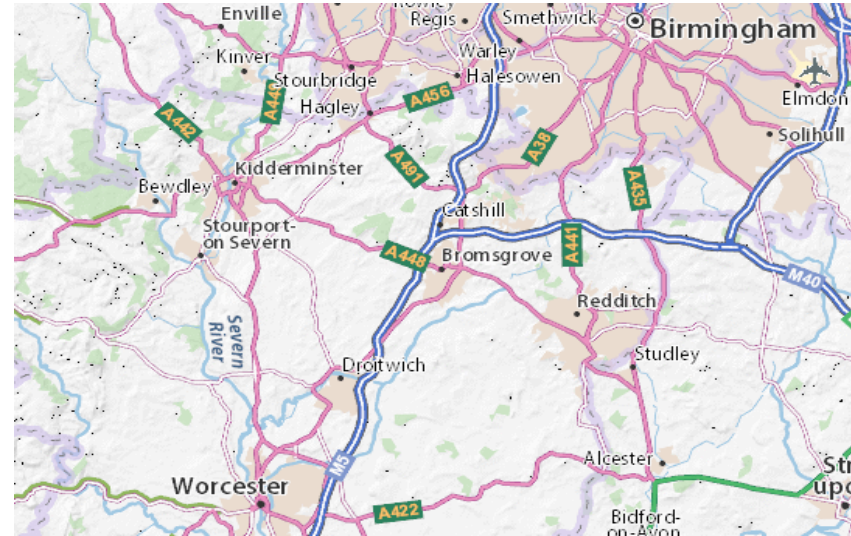 Enville
Rowley
Regis
Smethwick
Birmingham
Kinver
Warley
Stourbridge
Halesowen
Elmdon
A449
Hagley
A456
A442
Solihull
A38
A491
Kidderminster
Bewdley
A435
Catshill
Stourport-
on Severn
A441
A448
Bromsgrove
M40
Redditch
Severn
River
Studley
Droitwich
Alcester
M5
Worcester
A422
Bidford-
on-Avon